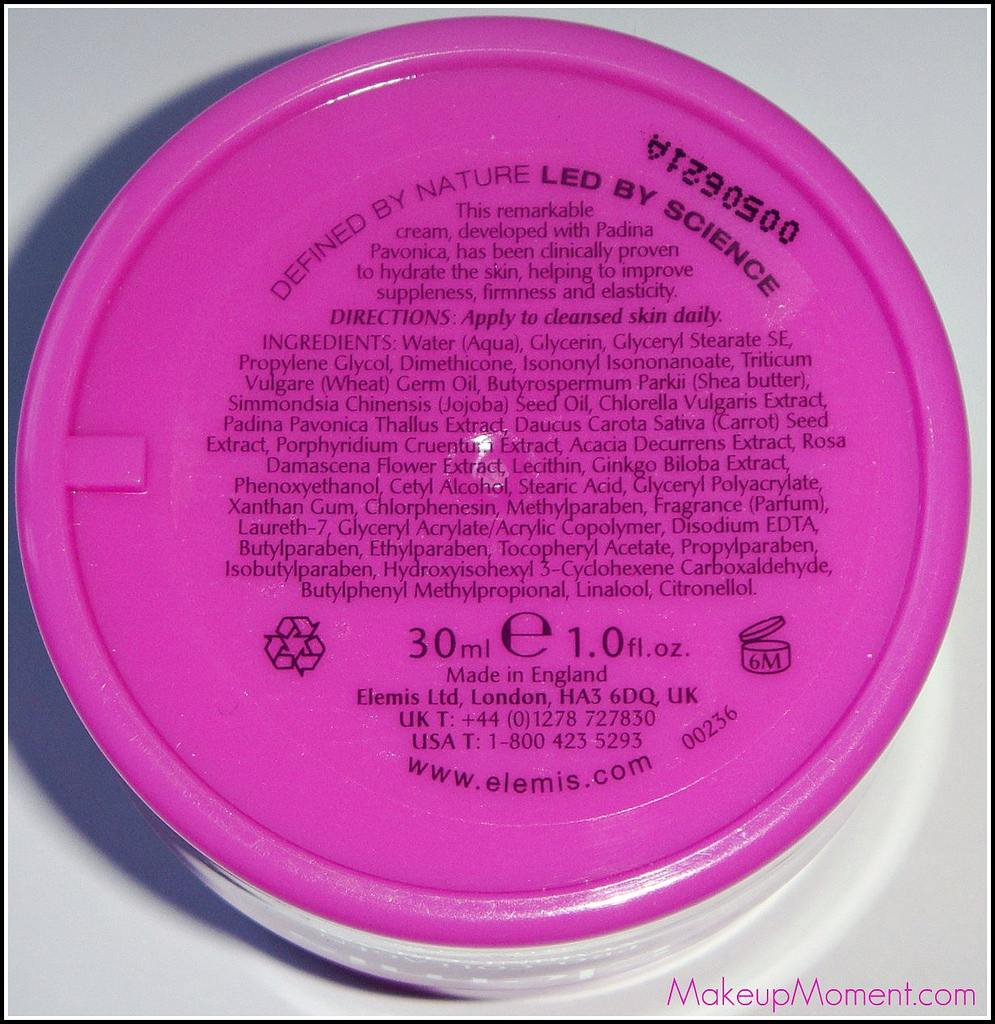 DEFINED BY NATURE LED BY SCIENCE
This remarkable
cream, developed with Padina
Pavonica, has been clinically proven
to hydrate the skin, helping to improve
suppleness, firmness and elasticity.
DIRECTIONS: Apply to cleansed skin daily.
INGREDIENTS: Water (Aqua), Glycerin, Glyceryl Stearate SE,
Propylene Glycol, Dimethicone, Isononyl Isononanoate, Triticum
Vulgare (Wheat) Germ Oil, Butyrospermum Parkii (Shea butter),
Simmondsia Chinensis (Jojoba) Seed Oil, Chlorella Vulgaris Extract,
Padina Pavonica Thallus Extract, Daucus Carota Sativa (Carrot) Seed
Extract, Porphyridium Cruentum Extract, Acacia Decurrens Extract, Rosa
Damascena Flower Extract, Lecithin, Ginkgo Biloba Extract,
Phenoxyethanol, Cetyl Alcohol, Stearic Acid, Glyceryl Polyacrylate,
Xanthan Gum, Chlorphenesin, Methylparaben, Fragrance (Parfum),
Laureth-7, Glyceryl Acrylate/Acrylic Copolymer, Disodium EDTA,
Butylparaben, Ethylparaben, Tocopheryl Acetate, Propylparaben,
Isobutylparaben, Hydroxyisohexyl 3-Cyclohexene Carboxaldehyde,
Butylphenyl Methylpropional, Linalool, Citronellol.
30ml e 1.0fl.oz.
6M
Made in England
Elemis Ltd, London, HA3 6DQ, UK
UK T: +44 (0)1278 727830
USA T: 1-800 423 5293
00236
www.elemis.com
MakeupMoment.com